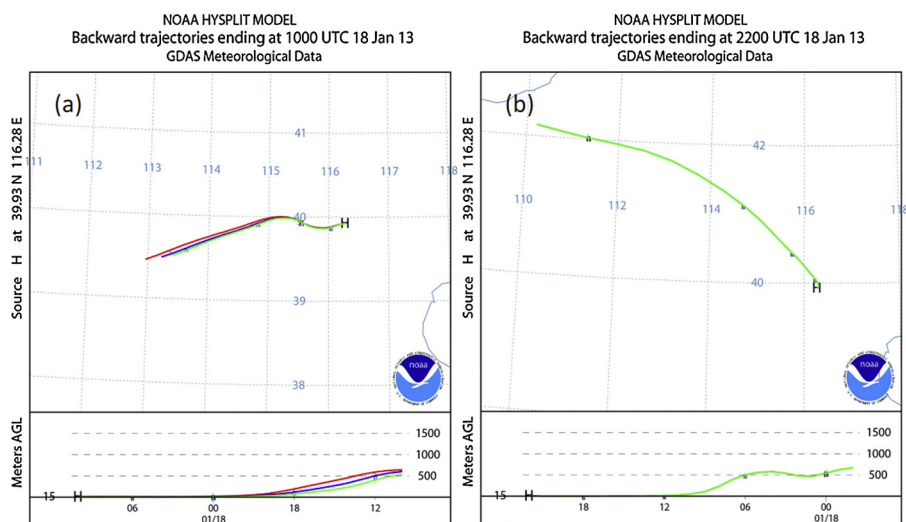 NOAA HYSPLIT MODEL
Backward trajectories ending at 1000 UTC 18 Jan 13
GDAS Meteorological Data
(a)
Source H at 39.93 N 116.28 E
41
111 112 113 114 115 116 117 118
40
H
39
38
noaa
Meters AGL
1500
1000
500
15 H
06 00 18 12
01/18
NOAA HYSPLIT MODEL
Backward trajectories ending at 2200 UTC 18 Jan 13
GDAS Meteorological Data
(b)
Source H at 39.93 N 116.28 E
42
110 112 114 116 118
40
H
noaa
Meters AGL
1500
1000
500
15 H
18 12 06 00
01/18